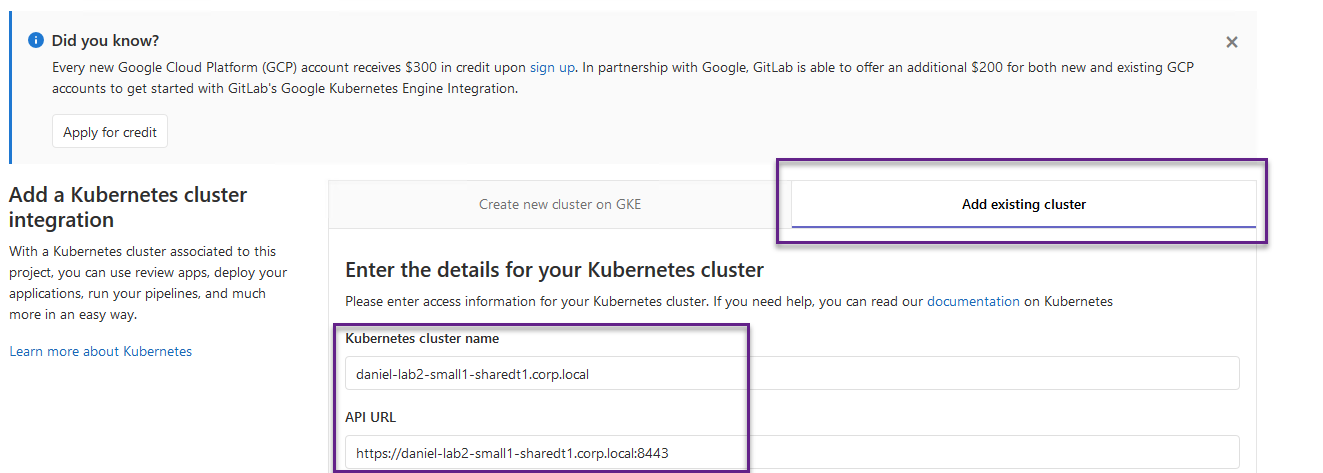 Did you know?
Every new Google Cloud Platform (GCP) account receives $300 in credit upon sign up. In partnership with Google, GitLab is able to offer an additional $200 for both new and existing GCP
accounts to get started with GitLab's Google Kubernetes Engine Integration.
Apply for credit
Add a Kubernetes cluster
integration
With a Kubernetes cluster associated to this
project, you can use review apps, deploy your
applications, run your pipelines, and much
more in an easy way.
Learn more about Kubernetes
Create new cluster on GKE
Add existing cluster
Enter the details for your Kubernetes cluster
Please enter access information for your Kubernetes cluster. If you need help, you can read our documentation on Kubernetes
Kubernetes cluster name
daniel-lab2-small1-sharedt1.corp.local
API URL
https://daniel-lab2-small1-sharedt1.corp.local:8443